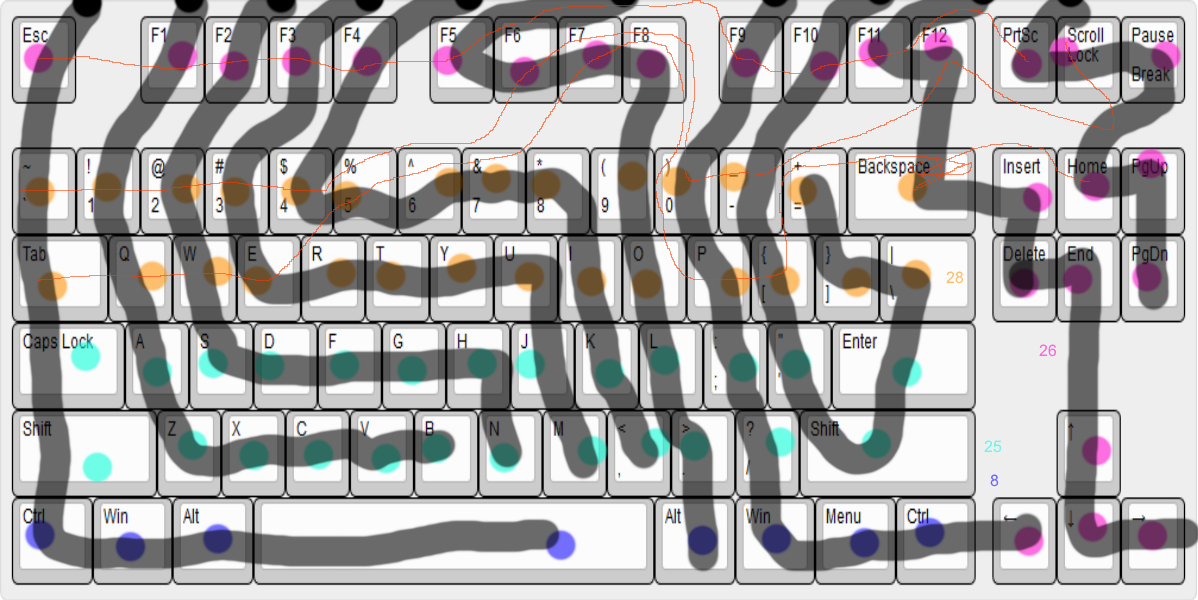 Esc F1 F2 F3 F4 F5 F6 F7 F8 F9 F10 F11 F12 PrtSc Scroll Lock Pause Break
~ ` ! 1 @ 2 # 3 $ 4 % 5 ^ 6 & 7 * 8 ( 9 ) 0 _ - + = Backspace Insert Home PgUp
Tab Q W E R T Y U I O P { [ } ] | \ 28 Delete End PgDn
Caps Lock A S D F G H J K L : ; " ' Enter 26
Shift Z X C V B N M < , > . ? / Shift 25 ↑
8
Ctrl Win Alt Alt Win Menu Ctrl ← ↓ →